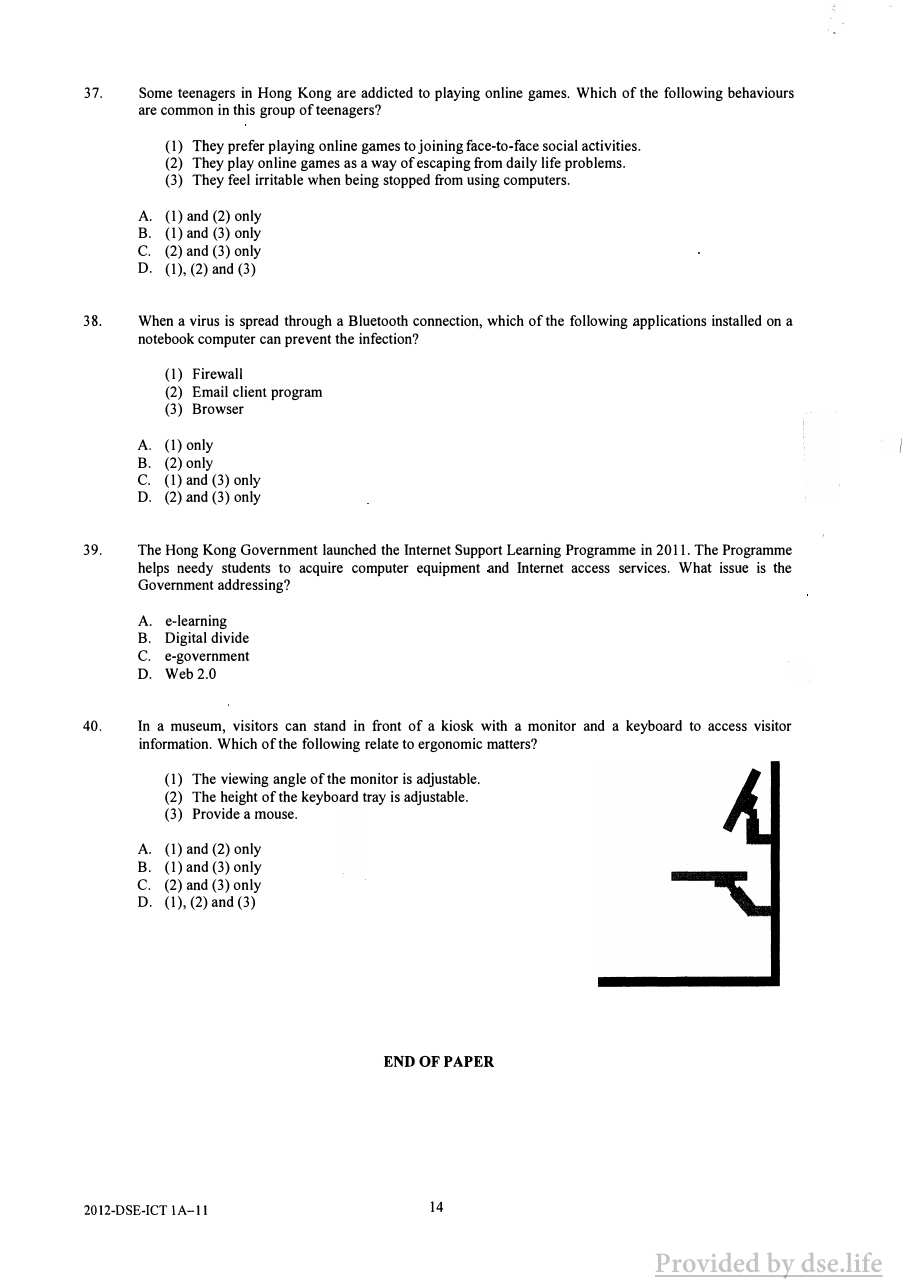 37. Some teenagers in Hong Kong are addicted to playing online games. Which of the following behaviours
are common in this group of teenagers?
(1) They prefer playing online games to joining face-to-face social activities.
(2) They play online games as a way of escaping from daily life problems.
(3) They feel irritable when being stopped from using computers.
A. (1) and (2) only
B. (1) and (3) only
C. (2) and (3) only
D. (1), (2) and (3)
38. When a virus is spread through a Bluetooth connection, which of the following applications installed on a
notebook computer can prevent the infection?
(1) Firewall
(2) Email client program
(3) Browser
A. (1) only
B. (2) only
C. (1) and (3) only
D. (2) and (3) only
39. The Hong Kong Government launched the Internet Support Learning Programme in 2011. The Programme
helps needy students to acquire computer equipment and Internet access services. What issue is the
Government addressing?
A. e-learning
B. Digital divide
C. e-government
D. Web 2.0
40. In a museum, visitors can stand in front of a kiosk with a monitor and a keyboard to access visitor
information. Which of the following relate to ergonomic matters?
(1) The viewing angle of the monitor is adjustable.
(2) The height of the keyboard tray is adjustable.
(3) Provide a mouse.
A. (1) and (2) only
B. (1) and (3) only
C. (2) and (3) only
D. (1), (2) and (3)
END OF PAPER
2012-DSE-ICT 1A–11
14
Provided by dse.life